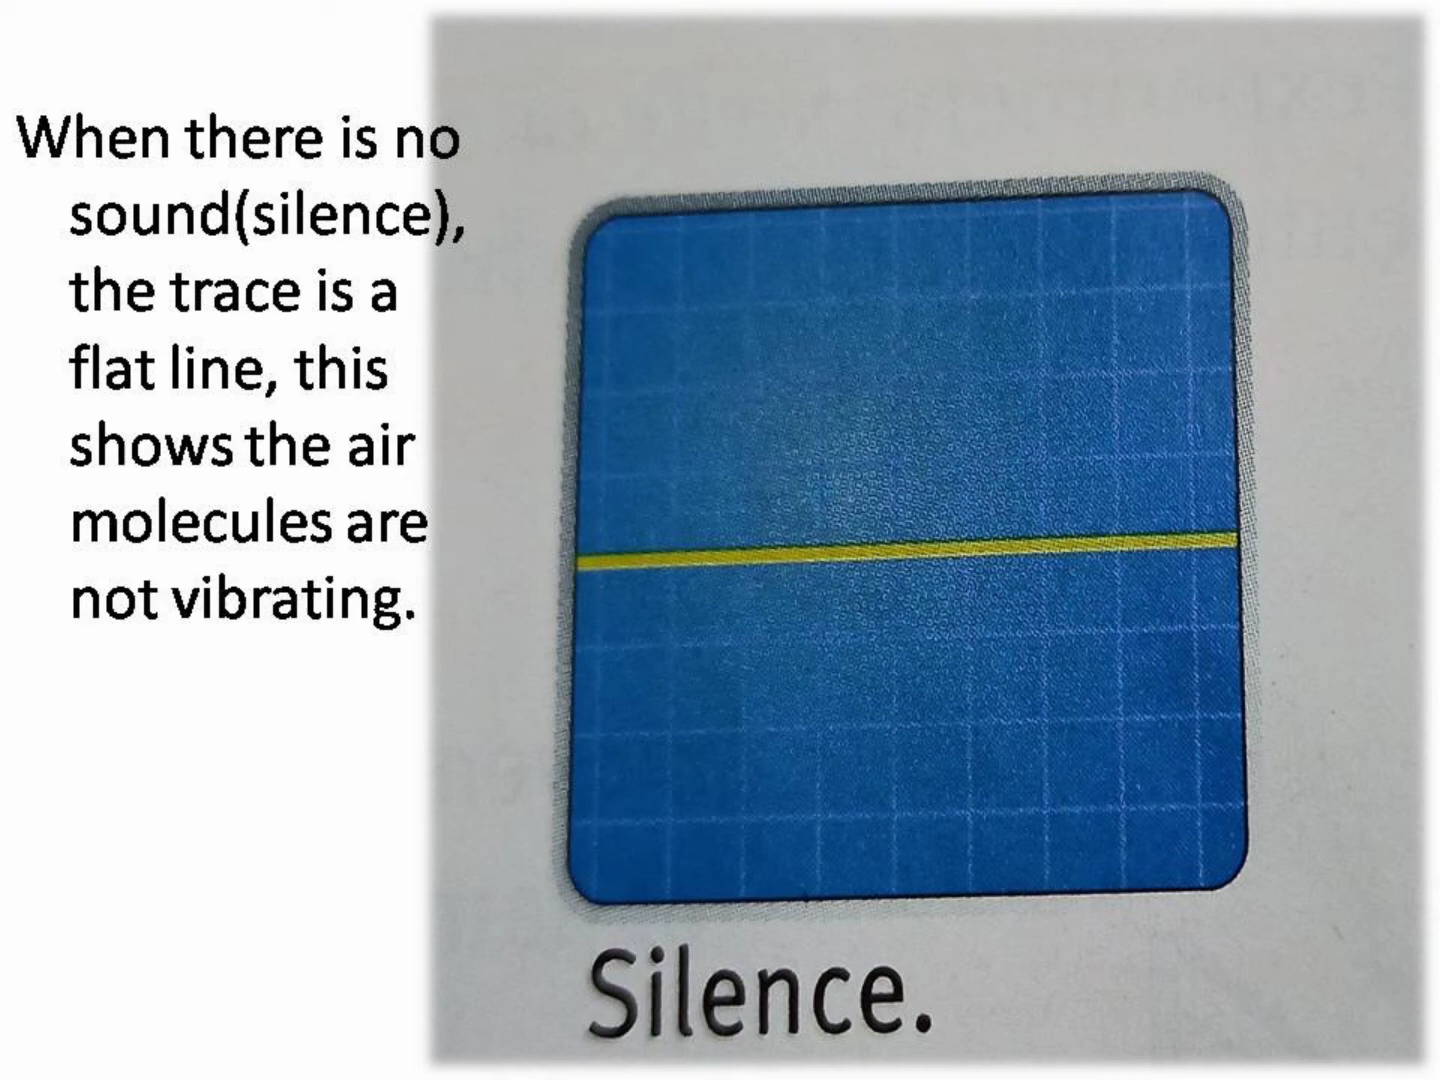 When there is no
sound(silence),
the trace is a
flat line, this
shows the air
molecules are
not vibrating.
Silence.